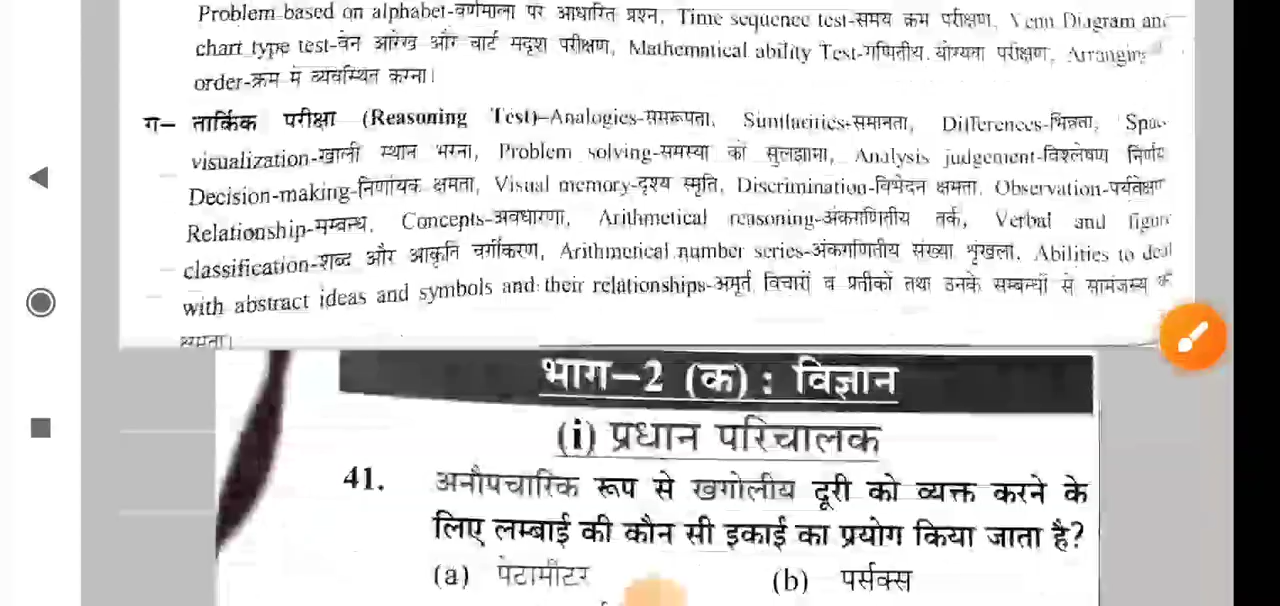 Problem based on alphabet-वर्णमाला पर आधारित प्रश्न, Time sequence test-समय क्रम परीक्षण, Venn Diagram and
chart type test-वेन आरेख और चार्ट सदृश परीक्षण, Mathemntical ability Test-गणितीय योग्यता परीक्षण, Arranging
order-क्रम में व्यवस्थित करना।
ग– तार्किक परीक्षा (Reasoning Test)–Analogies-समरूपता, Similarities-समानता, Differences-भिन्नता,
visualization-खाली स्थान भरना, Problem solving-समस्या को सुलझाना, Analysis judgement-विश्लेषण निर्णय
Decision-making-निर्णायक क्षमता, Visual memory-दृश्य स्मृति, Discrimination-विभेदन क्षमता, Observation-पर्यवेक्षण
Relationship-सम्बन्ध, Concepts-अवधारणा, Arithmetical reasoning-अंकगणितीय तर्क, Verbal and figure
classification-शब्द और आकृति वर्गीकरण, Arithmetical number series-अंकगणितीय संख्या शृंखला, Abilities to deal
with abstract ideas and symbols and their relationships-अमूर्त विचारों व प्रतीकों तथा उनके सम्बन्धों से सामंजस्य की
क्षमता।
भाग–2 (क) : विज्ञान
(i) प्रधान परिचालक
41. अनौपचारिक रूप से खगोलीय दूरी को व्यक्त करने के
लिए लम्बाई की कौन सी इकाई का प्रयोग किया जाता है?
(a) पेटामीटर (b) पर्सक्स